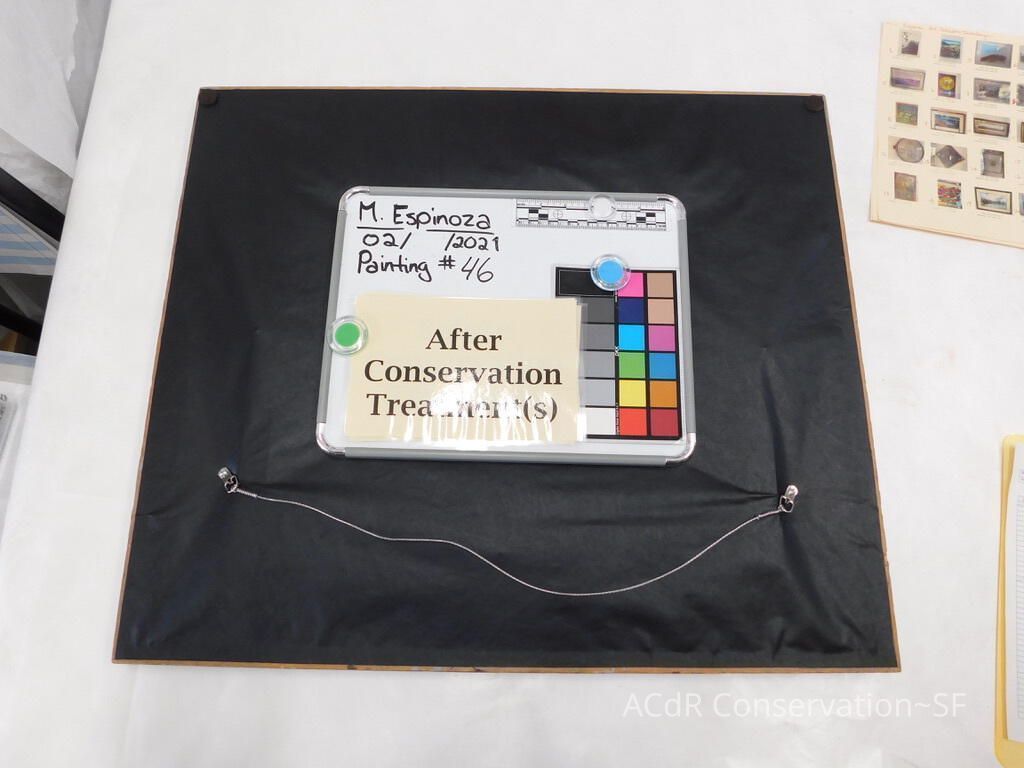 M. Espinoza
02/ /2021
Painting #46
After
Conservation
Treatment(s)
ACdR Conservation~SF